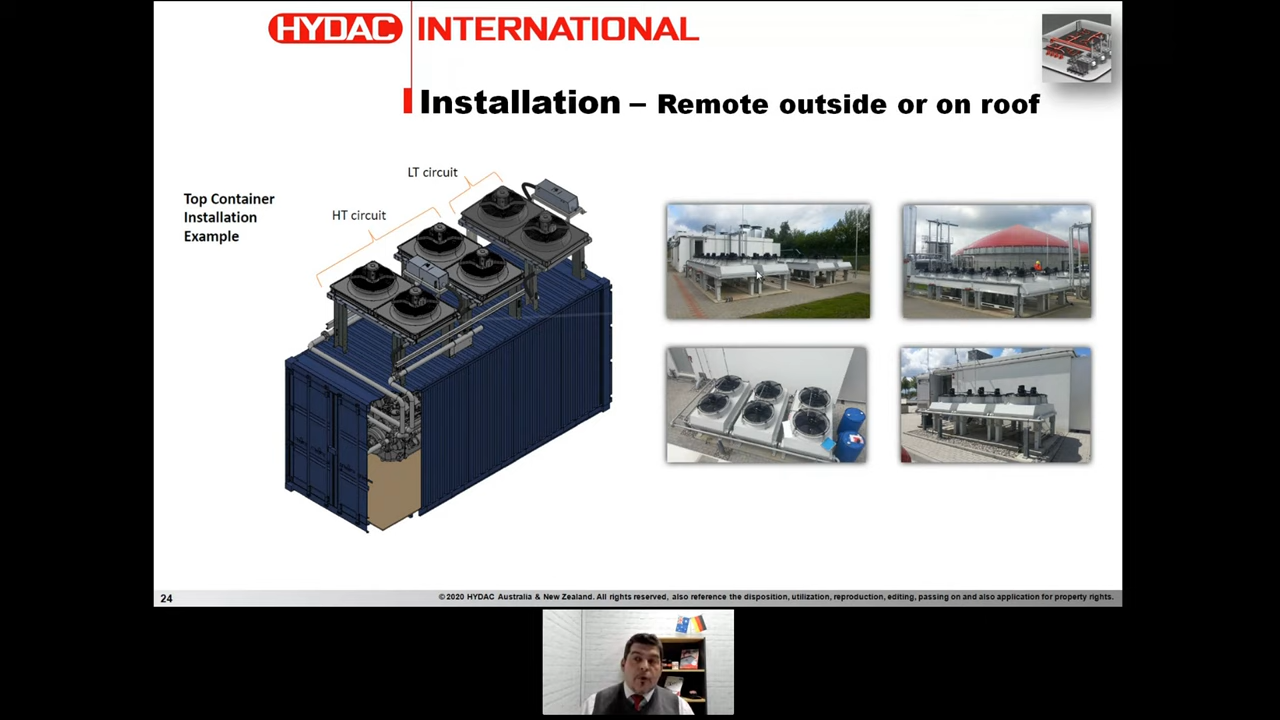 HYDAC INTERNATIONAL
Installation – Remote outside or on roof
LT circuit
HT circuit
Top Container
Installation
Example
24
© 2020 HYDAC Australia & New Zealand. All rights reserved, also reference the disposition, utilization, reproduction, editing, passing on and also application for property rights.